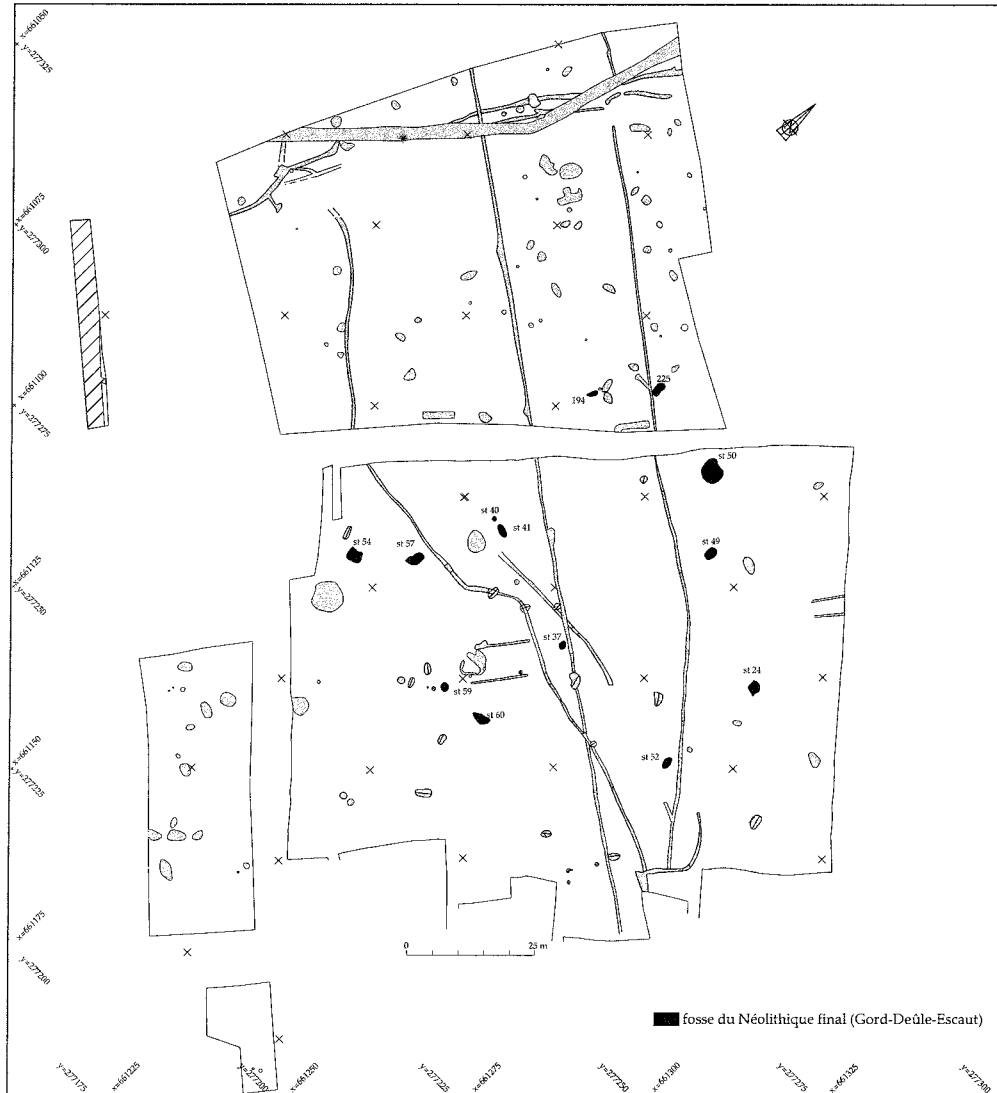 x=661050
y=277325
x=661075
y=277300
x=661100
y=277275
194
225
st 50
st 40
st 41
st 54
st 57
st 49
x=661125
y=277250
st 37
st 59
st 24
st 60
st 52
x=661150
y=277225
x=661175
y=277200
0 25 m
fosse du Néolithique final (Gord-Deûle-Escaut)
y=277175
x=661225
y=277200
x=661250
y=277225
x=661275
y=277250
x=661300
y=277275
x=661325
y=277300